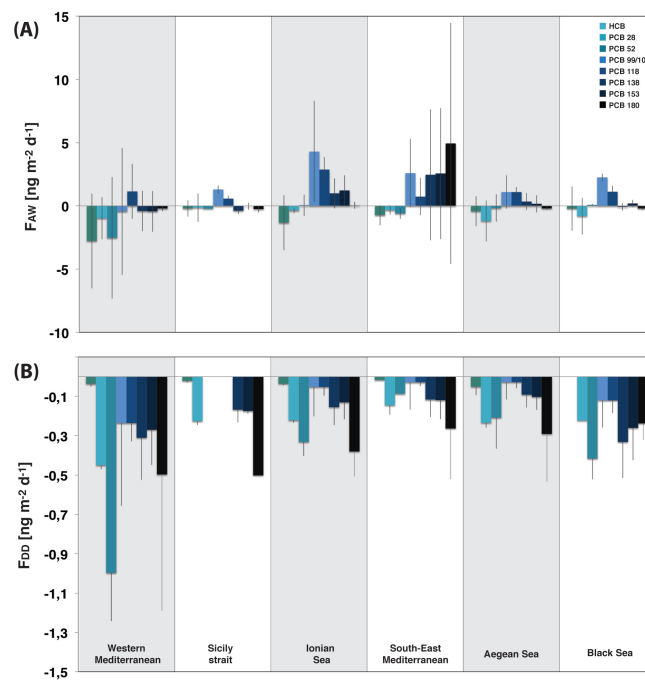 (A)
15
10
5
0
-5
-10
FAW [ng m-2 d-1]
HCB
PCB 28
PCB 52
PCB 99/10
PCB 118
PCB 138
PCB 153
PCB 180
(B)
-0,1
-0,3
-0,5
-0,7
-0,9
-1,1
-1,3
-1,5
FDD [ng m-2 d-1]
Western
Mediterranean
Sicily
strait
Ionian
Sea
South-East
Mediterranean
Aegean Sea
Black Sea